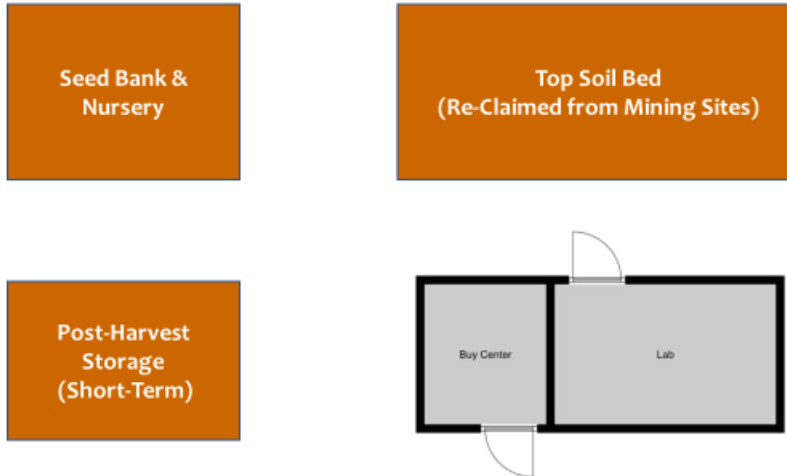 Seed Bank &
Nursery
Top Soil Bed
(Re-Claimed from Mining Sites)
Post-Harvest
Storage
(Short-Term)
Buy Center
Lab